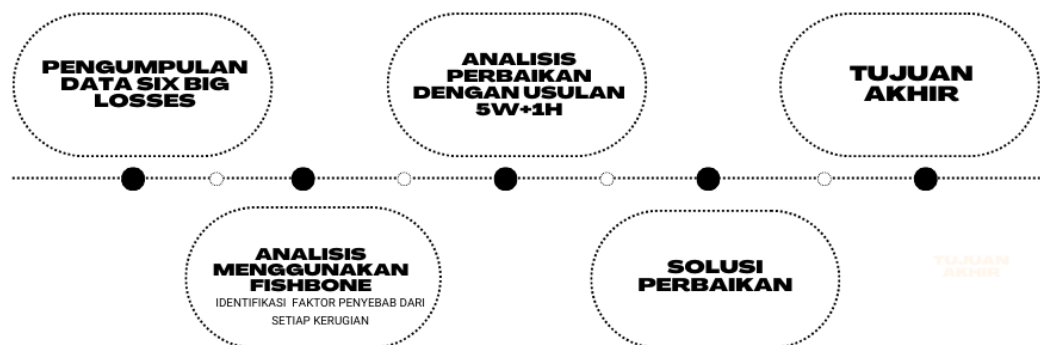 PENGUMPULAN
DATA SIX BIG
LOSSES
ANALISIS
PERBAIKAN
DENGAN USULAN
5W+1H
TUJUAN
AKHIR
ANALISIS
MENGGUNAKAN
FISHBONE
IDENTIFIKASI FAKTOR PENYEBAB DARI
SETIAP KERUGIAN
SOLUSI
PERBAIKAN
TUJUAN
AKHIR